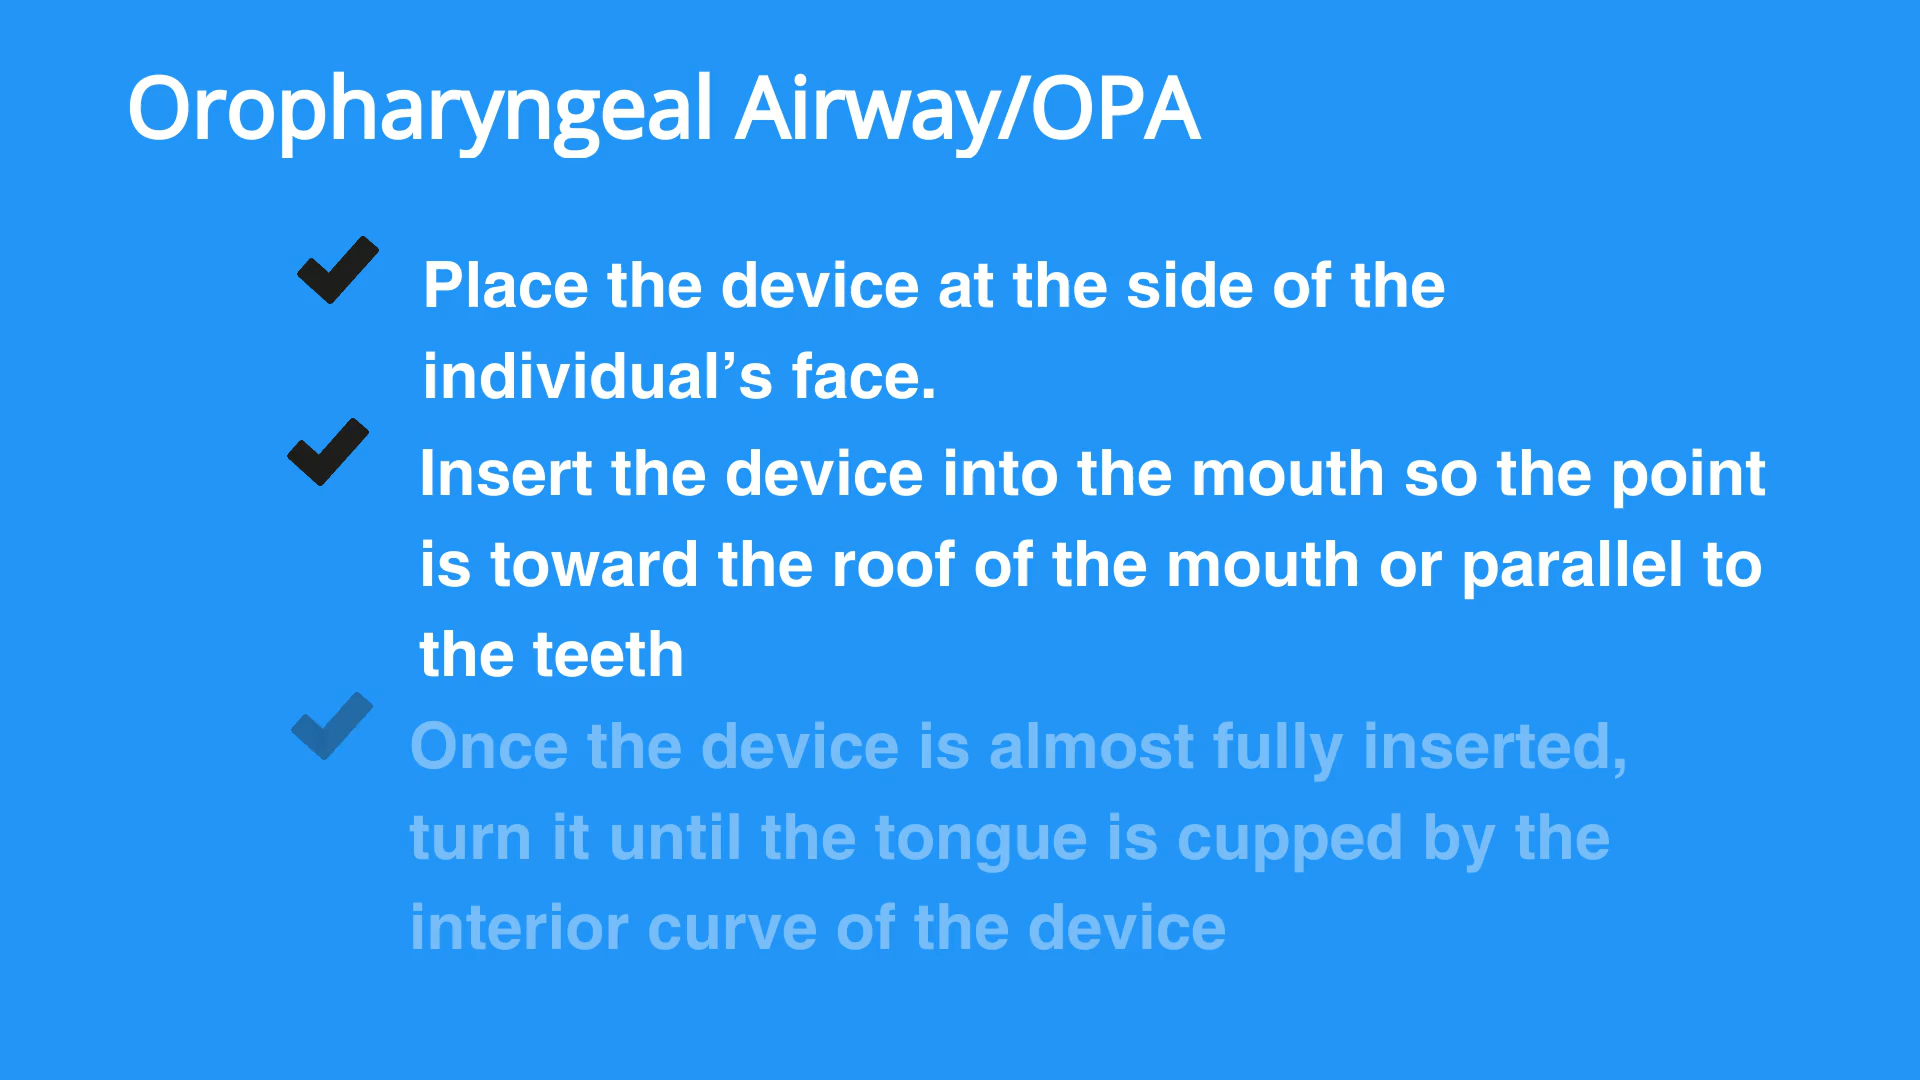 Oropharyngeal Airway/OPA
Place the device at the side of the
individual’s face.
Insert the device into the mouth so the point
is toward the roof of the mouth or parallel to
the teeth
Once the device is almost fully inserted,
turn it until the tongue is cupped by the
interior curve of the device